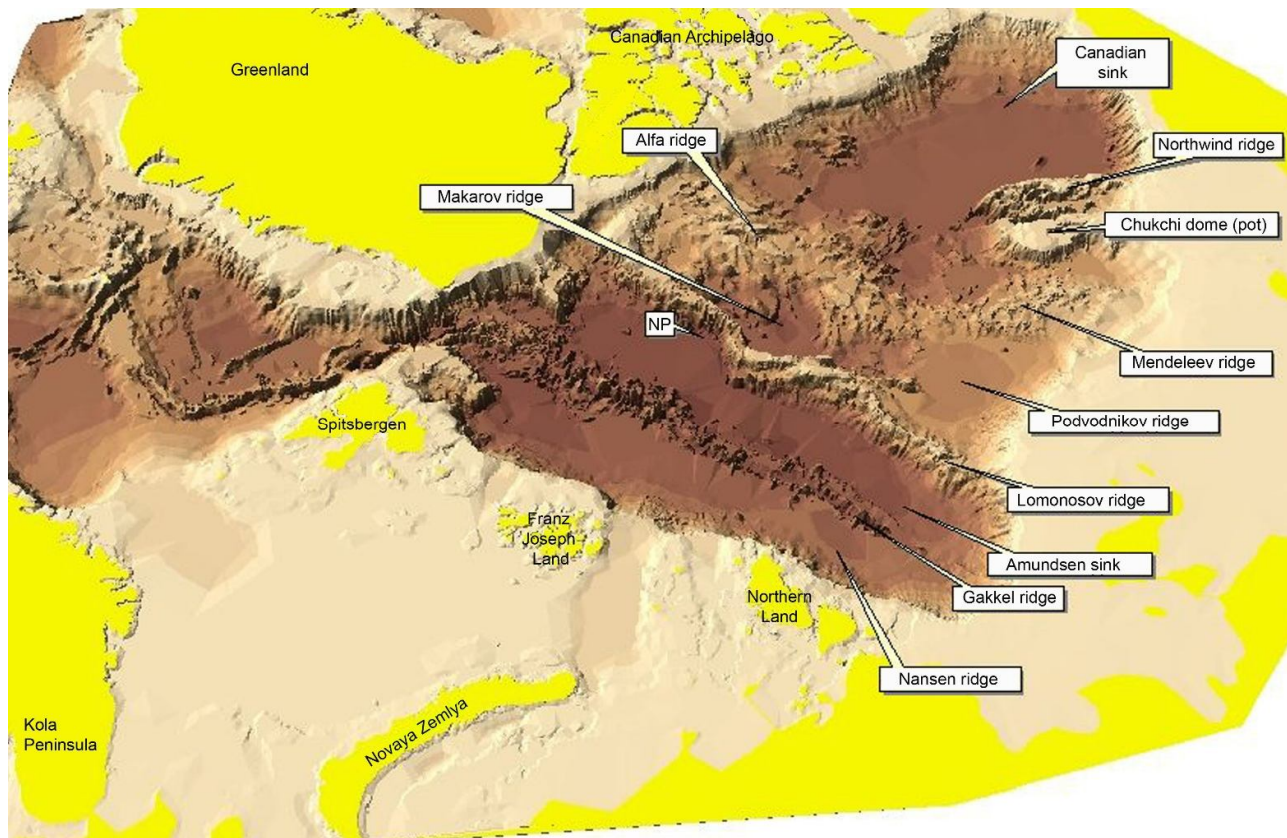 Canadian Archipelago
Greenland
Canadian
sink
Alfa ridge
Northwind ridge
Makarov ridge
Chukchi dome (pot)
NP
Mendeleev ridge
Podvodnikov ridge
Spitsbergen
Lomonosov ridge
Franz
Joseph
Land
Amundsen sink
Northern
Land
Gakkel ridge
Nansen ridge
Novaya Zemlya
Kola
Peninsula